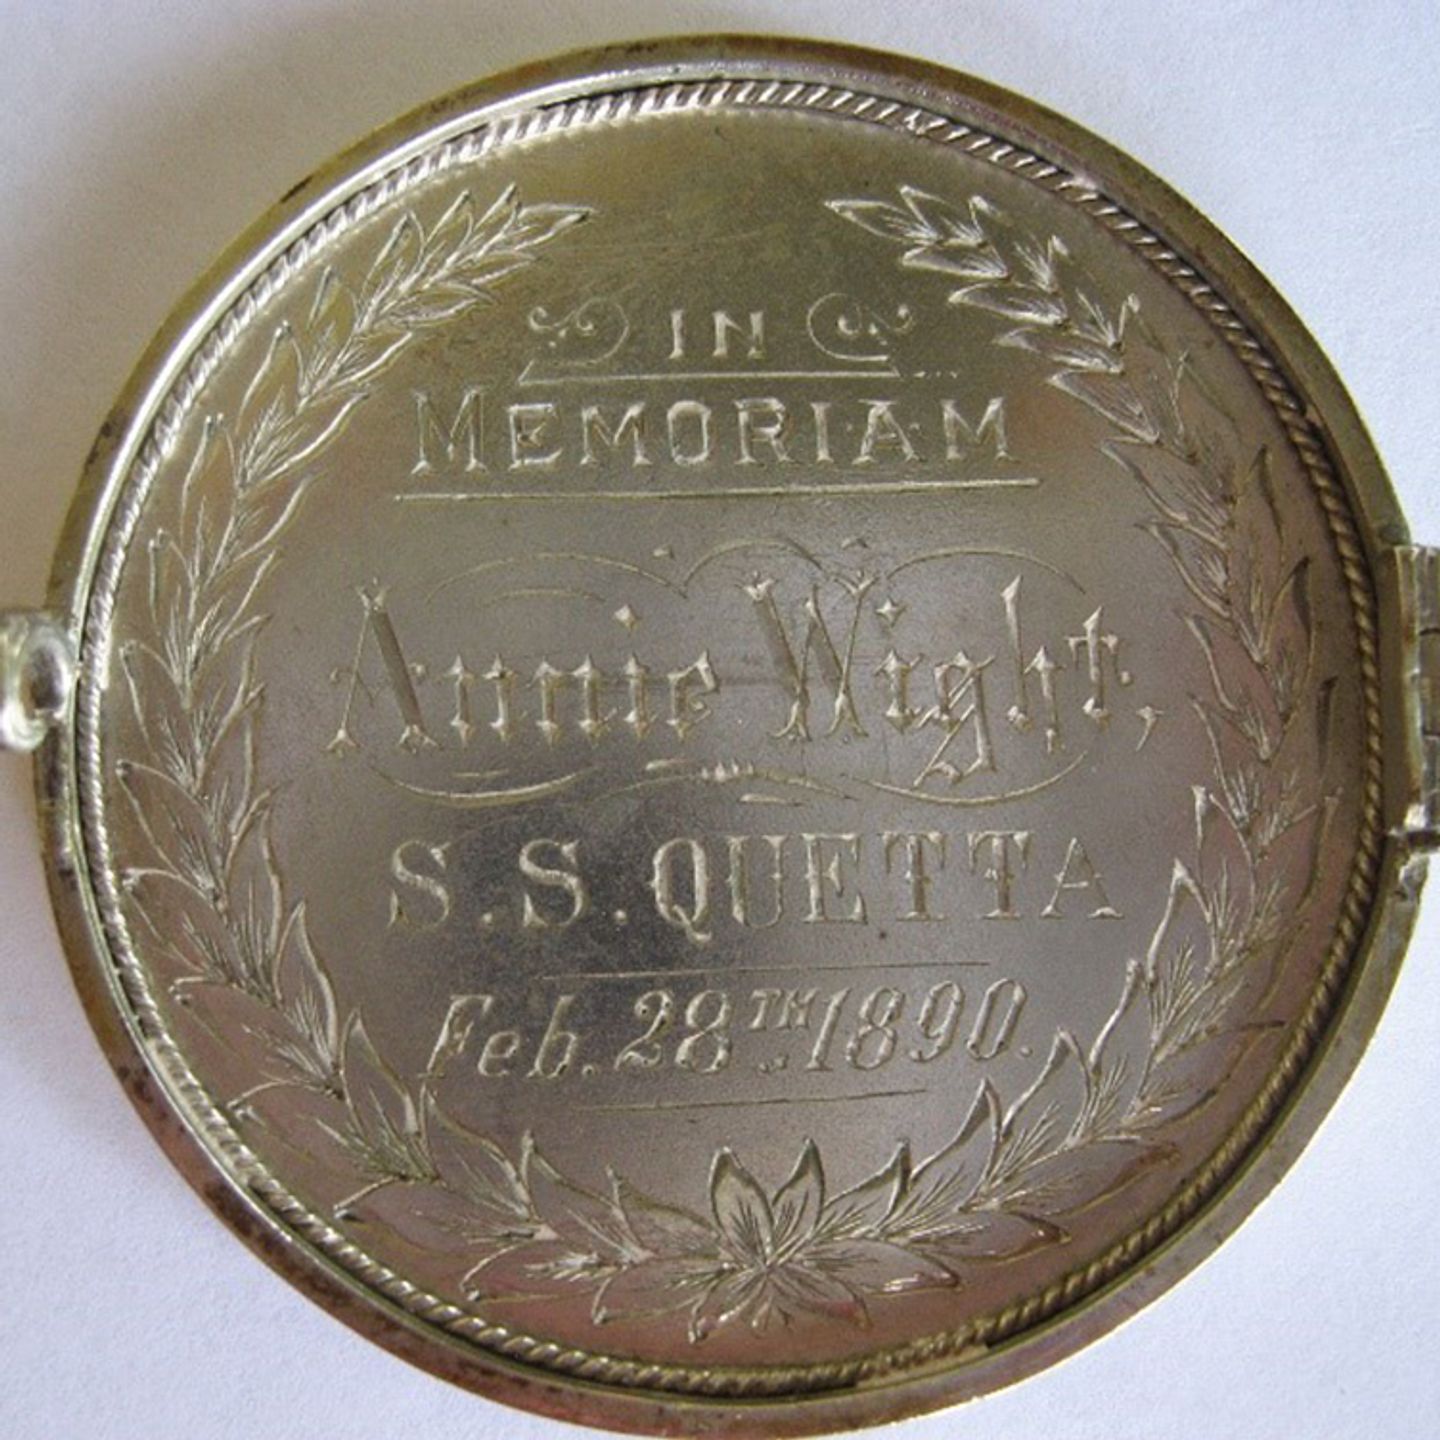 IN
MEMORIAM
Annie Wight,
S.S. QUETTA
Feb. 28TH 1890.